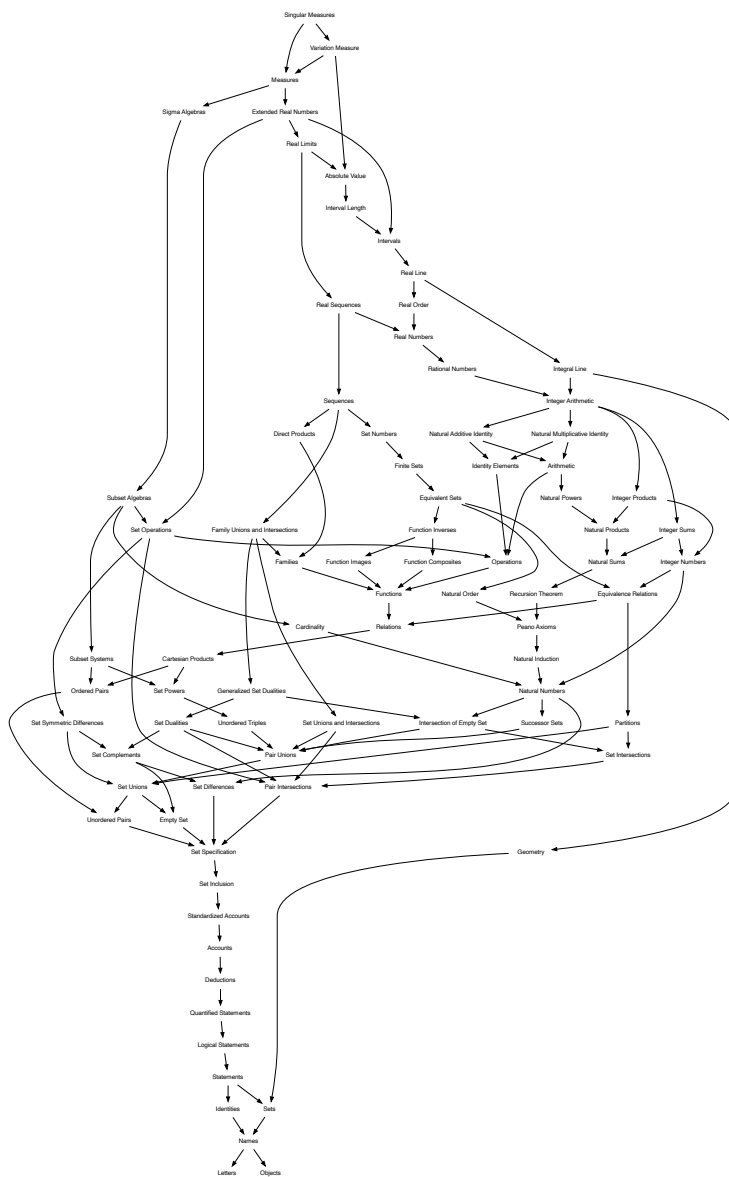 Singular Measures
Variation Measure
Measures
Sigma Algebras
Extended Real Numbers
Real Limits
Absolute Value
Interval Length
Intervals
Real Line
Real Sequences
Real Order
Real Numbers
Rational Numbers
Integral Line
Sequences
Integer Arithmetic
Direct Products
Set Numbers
Natural Additive Identity
Natural Multiplicative Identity
Finite Sets
Identity Elements
Arithmetic
Subset Algebras
Equivalent Sets
Natural Powers
Integer Products
Set Operations
Family Unions and Intersections
Function Inverses
Natural Products
Integer Sums
Families
Function Images
Function Composites
Operations
Natural Sums
Integer Numbers
Functions
Natural Order
Recursion Theorem
Equivalence Relations
Cardinality
Relations
Peano Axioms
Subset Systems
Cartesian Products
Natural Induction
Ordered Pairs
Set Powers
Generalized Set Dualities
Natural Numbers
Set Symmetric Differences
Set Dualities
Unordered Triples
Set Unions and Intersections
Intersection of Empty Set
Successor Sets
Partitions
Set Complements
Pair Unions
Set Intersections
Set Unions
Set Differences
Pair Intersections
Unordered Pairs
Empty Set
Set Specification
Geometry
Set Inclusion
Standardized Accounts
Accounts
Deductions
Quantified Statements
Logical Statements
Statements
Identities
Sets
Names
Letters
Objects